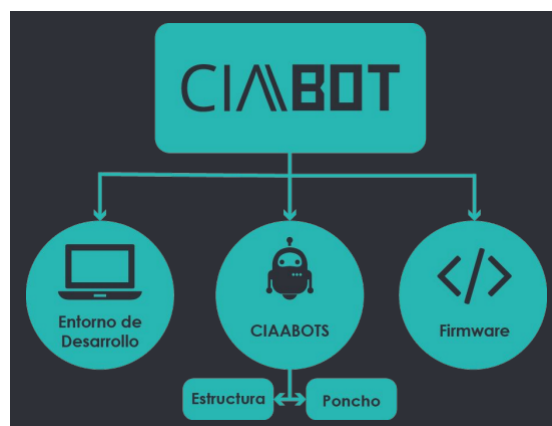 CIAABOT
Entorno de
Desarrollo
CIAABOTS
Firmware
Estructura
Poncho